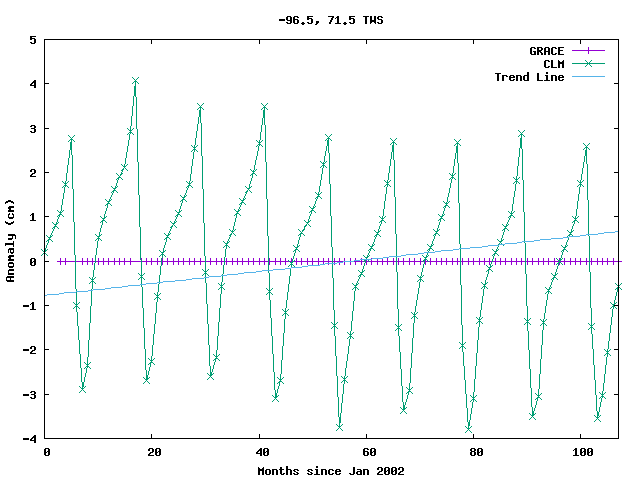 -96.5, 71.5 TWS
GRACE
CLM
Trend Line
5
4
3
2
1
0
-1
-2
-3
-4
Anomaly (cm)
0 20 40 60 80 100
Months since Jan 2002